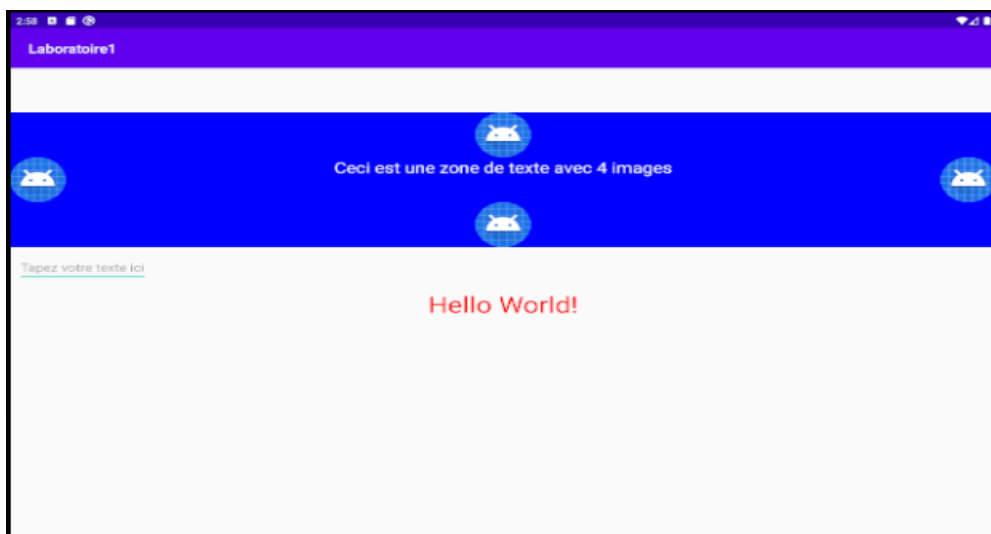 2:58
Laboratoire1
Ceci est une zone de texte avec 4 images
Tapez votre texte ici
Hello World!